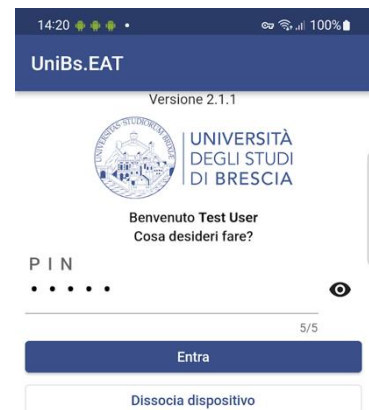 14:20 100%
UniBs.EAT
Versione 2.1.1
UNIVERSITÀ
DEGLI STUDI
DI BRESCIA
Benvenuto Test User
Cosa desideri fare?
PIN
5/5
Entra
Dissocia dispositivo